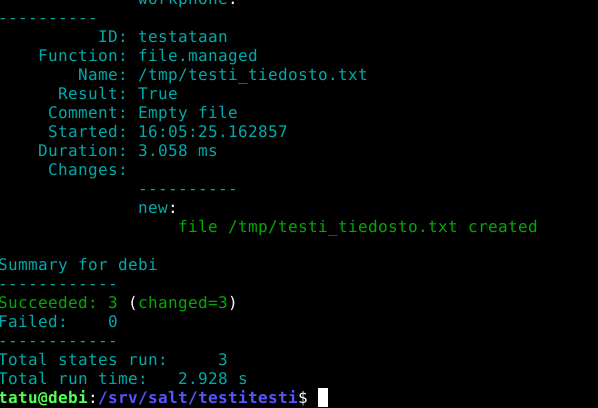 workphone:
----------
ID: testataan
Function: file.managed
Name: /tmp/testi_tiedosto.txt
Result: True
Comment: Empty file
Started: 16:05:25.162857
Duration: 3.058 ms
Changes:
----------
new:
file /tmp/testi_tiedosto.txt created
Summary for debi
------------
Succeeded: 3 (changed=3)
Failed: 0
------------
Total states run: 3
Total run time: 2.928 s
tatu@debi:/srv/salt/testitesti$